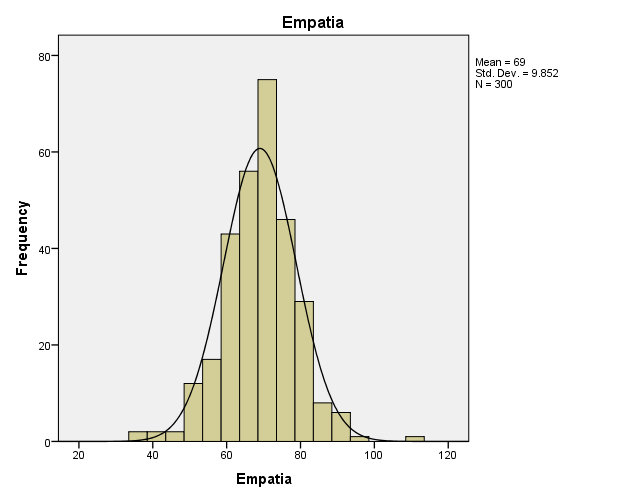 Empatia
Mean = 69
Std. Dev. = 9.852
N = 300
80
60
40
20
0
Frequency
20 40 60 80 100 120
Empatia